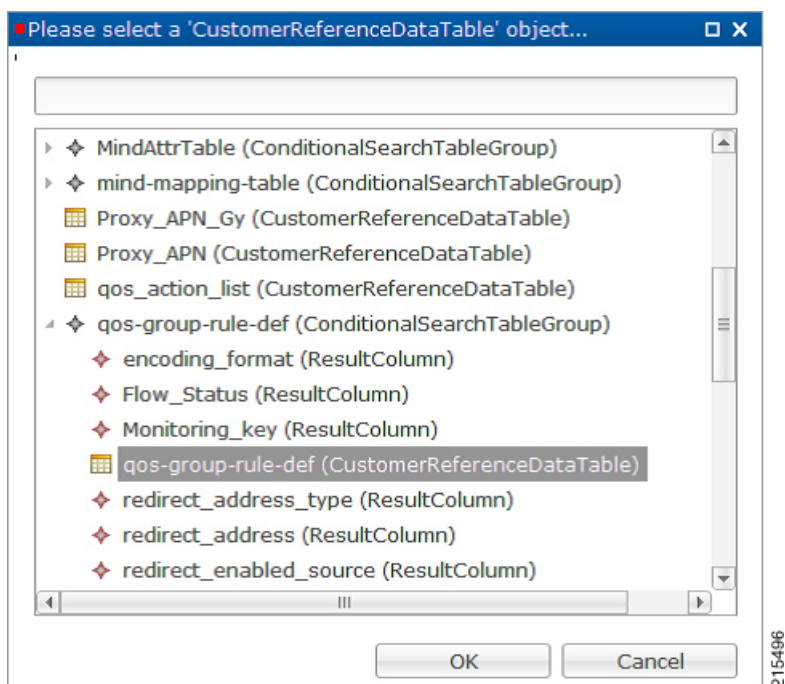 Please select a 'CustomerReferenceDataTable' object...
MindAttrTable (ConditionalSearchTableGroup)
mind-mapping-table (ConditionalSearchTableGroup)
Proxy_APN_Gy (CustomerReferenceDataTable)
Proxy_APN (CustomerReferenceDataTable)
qos_action_list (CustomerReferenceDataTable)
qos-group-rule-def (ConditionalSearchTableGroup)
encoding_format (ResultColumn)
Flow_Status (ResultColumn)
Monitoring_key (ResultColumn)
qos-group-rule-def (CustomerReferenceDataTable)
redirect_address_type (ResultColumn)
redirect_address (ResultColumn)
redirect_enabled_source (ResultColumn)
OK Cancel
215496